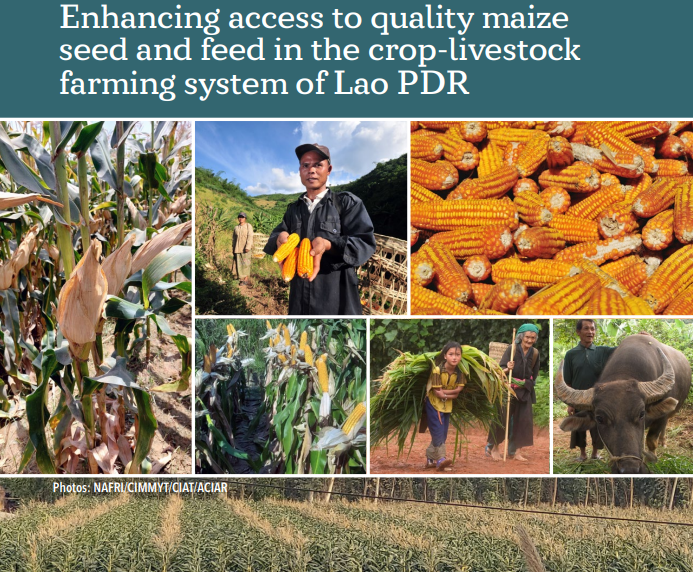 Enhancing access to quality maize
seed and feed in the crop-livestock
farming system of Lao PDR
Photos: NAFRI/CIMMYT/CIAT/ACIAR